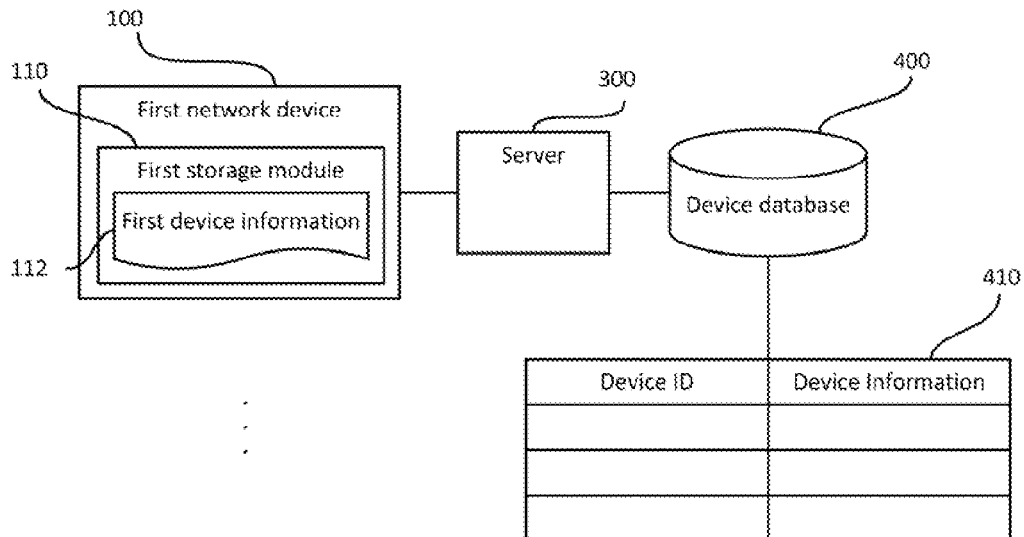 100
110
300
400
First network device
Server
First storage module
First device information
Device database
112
410
Device ID
Device Information